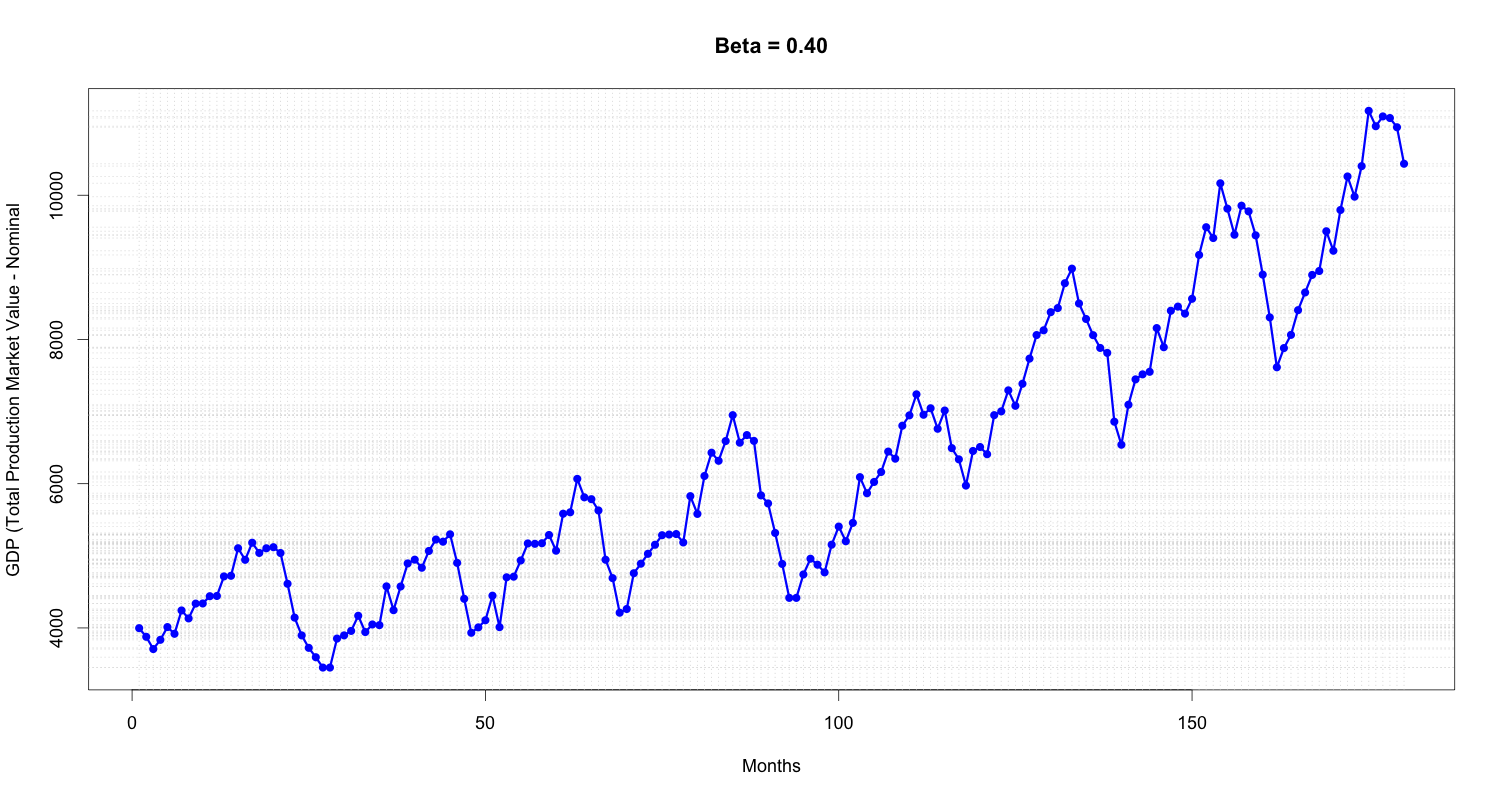 Beta = 0.40
GDP (Total Production Market Value - Nominal
10000
8000
6000
4000
0 50 100 150
Months